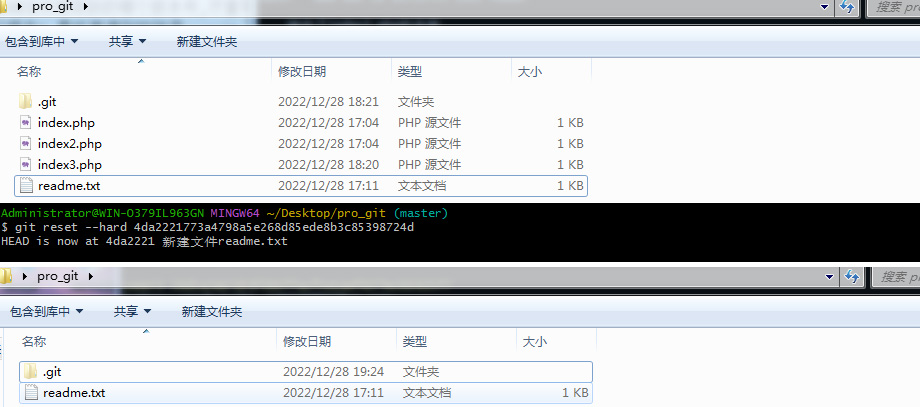 pro_git
搜索 pro
包含到库中 共享 新建文件夹
名称 修改日期 类型 大小
.git 2022/12/28 18:21 文件夹
index.php 2022/12/28 17:04 PHP 源文件 1 KB
index2.php 2022/12/28 17:04 PHP 源文件 1 KB
index3.php 2022/12/28 18:20 PHP 源文件 1 KB
readme.txt 2022/12/28 17:11 文本文档 1 KB
Administrator@WIN-O379IL963GN MINGW64 ~/Desktop/pro_git (master)
$ git reset --hard 4da2221773a4798a5e268d85ede8b3c85398724d
HEAD is now at 4da2221 新建文件readme.txt
pro_git
搜索 pro
包含到库中 共享 新建文件夹
名称 修改日期 类型 大小
.git 2022/12/28 19:24 文件夹
readme.txt 2022/12/28 17:11 文本文档 1 KB